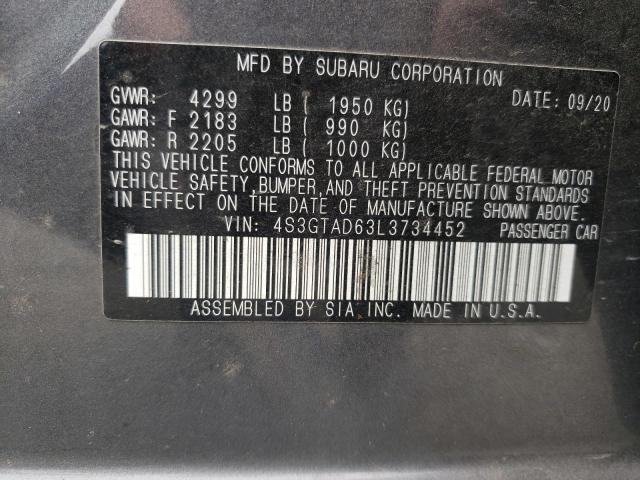 MFD BY SUBARU CORPORATION
DATE: 09/20
GVWR: 4299 LB ( 1950 KG)
GAWR: F 2183 LB ( 990 KG)
GAWR: R 2205 LB ( 1000 KG)
THIS VEHICLE CONFORMS TO ALL APPLICABLE FEDERAL MOTOR
VEHICLE SAFETY, BUMPER, AND THEFT PREVENTION STANDARDS
IN EFFECT ON THE DATE OF MANUFACTURE SHOWN ABOVE.
VIN: 4S3GTAD63L3734452 PASSENGER CAR
ASSEMBLED BY SIA, INC. MADE IN U.S.A.